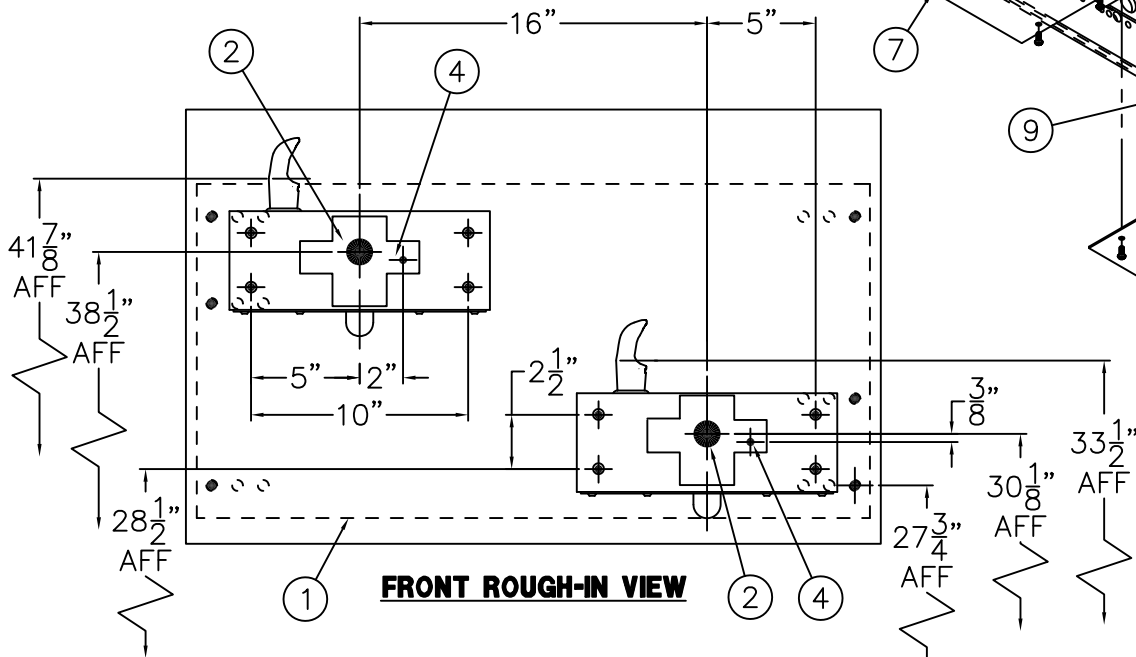 16” 5”
2 4 7
9
41 7/8” AFF
38 1/2” AFF
5” 2”
10”
2 1/2”
3/8”
33 1/2” AFF
30 1/8” AFF
28 1/2” AFF
27 3/4” AFF
1 FRONT ROUGH-IN VIEW 2 4